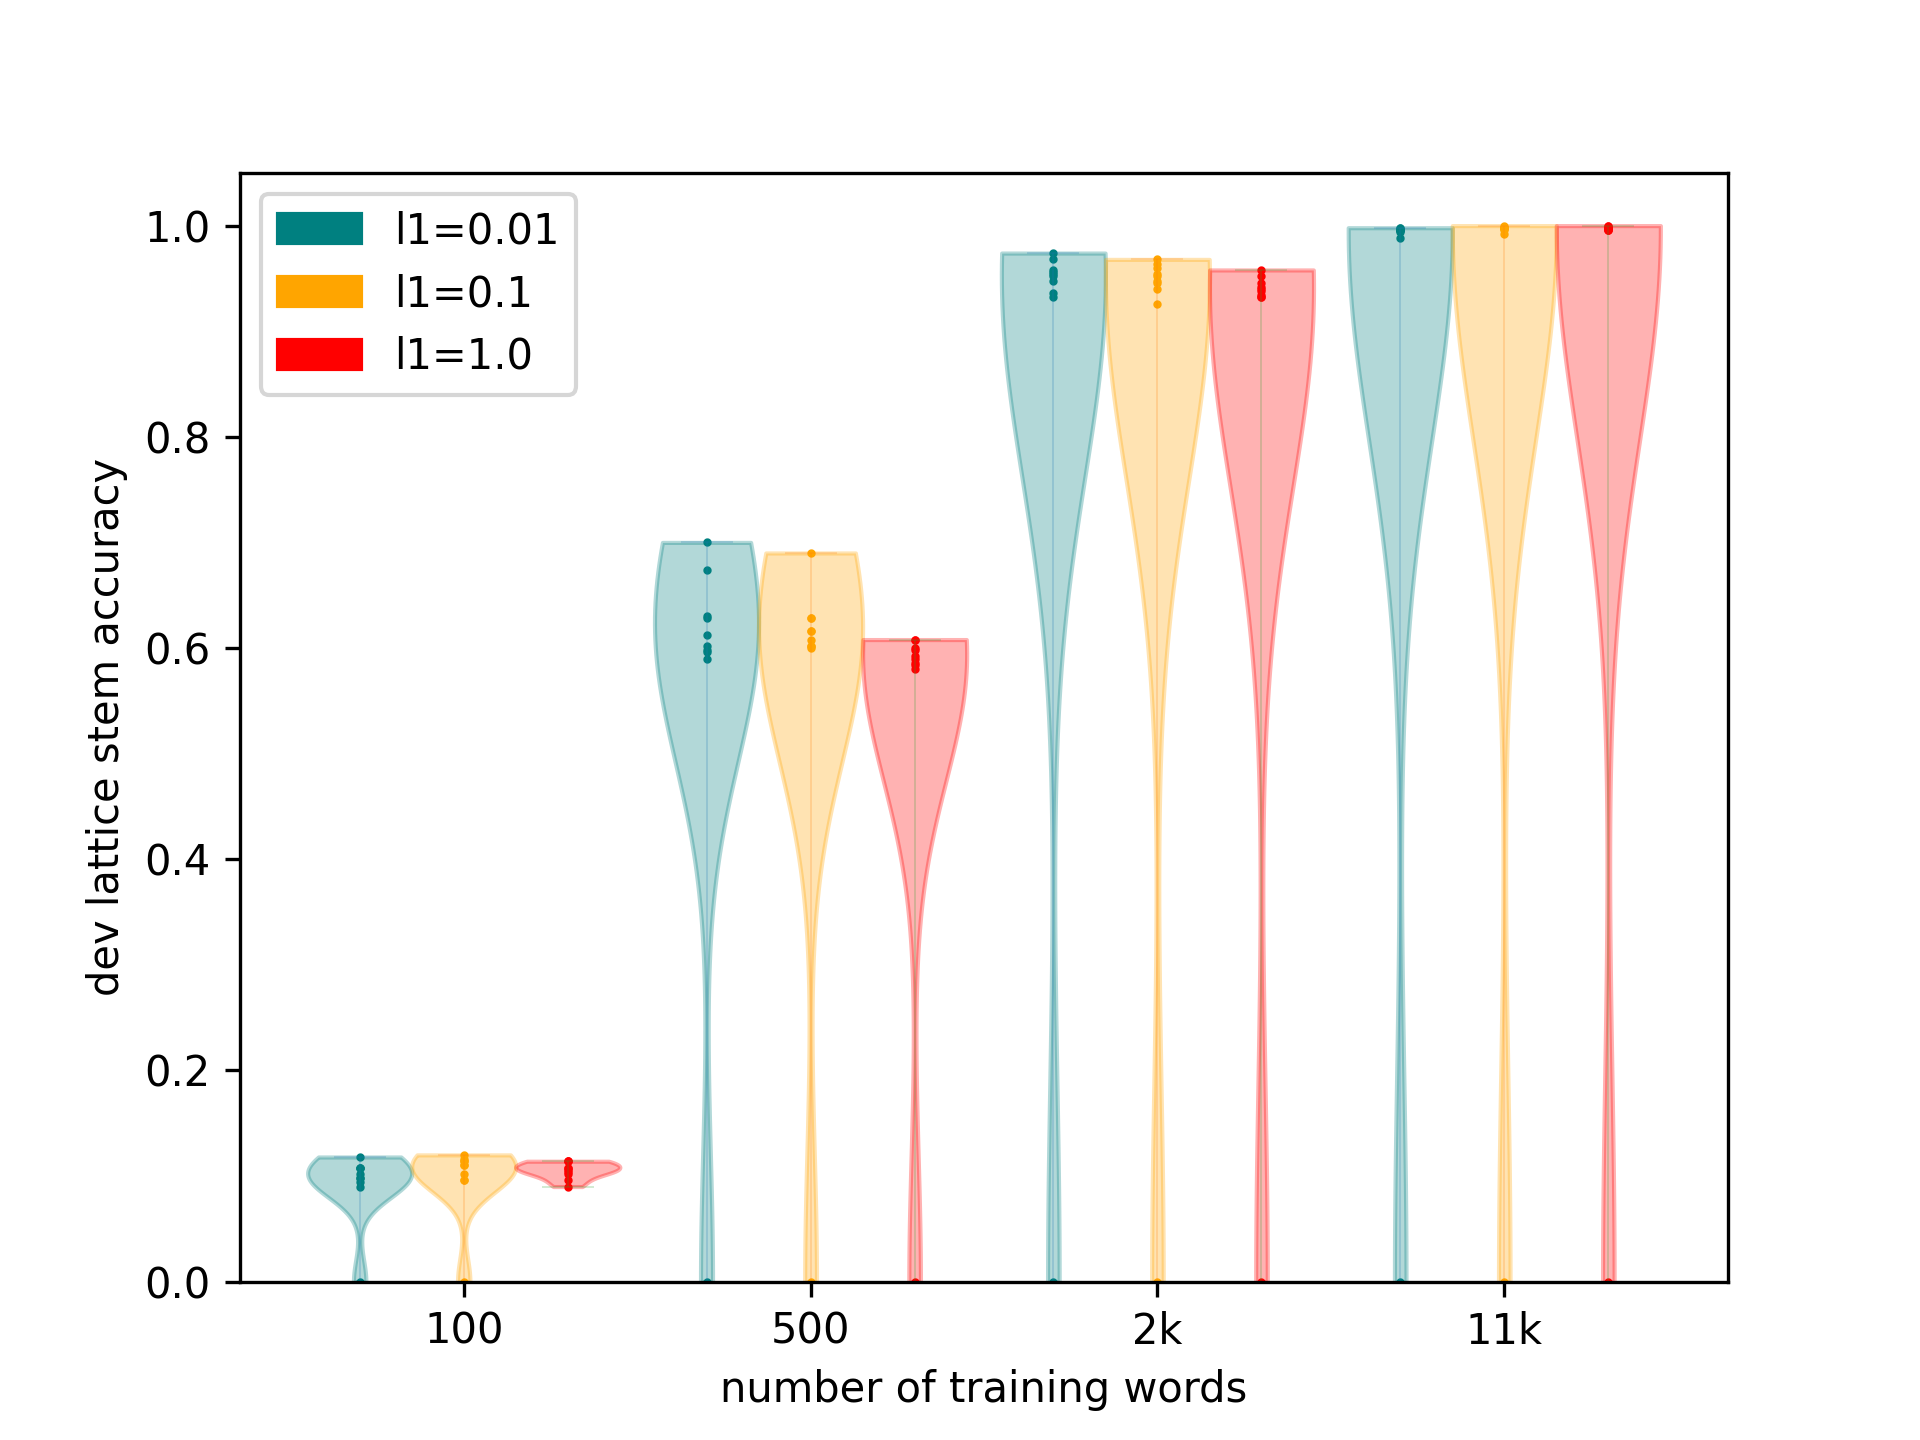 l1=0.01
l1=0.1
l1=1.0
1.0
0.8
0.6
0.4
0.2
0.0
dev lattice stem accuracy
100 500 2k 11k
number of training words